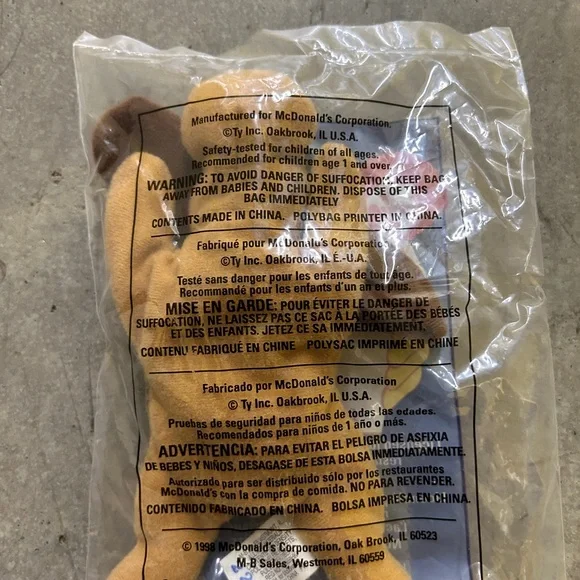 Manufactured for McDonald's Corporation.
©Ty Inc. Oakbrook, IL U.S.A.
Safety-tested for children of all ages.
Recommended for children age 1 and over.
WARNING: TO AVOID DANGER OF SUFFOCATION, KEEP BAG
AWAY FROM BABIES AND CHILDREN. DISPOSE OF THIS
BAG IMMEDIATELY
CONTENTS MADE IN CHINA. POLYBAG PRINTED IN CHINA.
Fabriqué pour McDonald's Corporation
©Ty Inc. Oakbrook, IL É.-U.A.
Testé sans danger pour les enfants de tout âge.
Recommandé pour les enfants d'un an et plus.
MISE EN GARDE: POUR ÉVITER LE DANGER DE
SUFFOCATION, NE LAISSEZ PAS CE SAC À LA PORTÉE DES BÉBÉS
ET DES ENFANTS. JETEZ CE SA IMMÉDIATEMENT.
CONTENU FABRIQUÉ EN CHINE POLYSAC IMPRIMÉ EN CHINE
Fabricado por McDonald's Corporation
© Ty Inc. Oakbrook, IL U.S.A.
Pruebas de seguridad para niños de todas las edades.
Recomendados para niños de 1 año o más.
ADVERTENCIA: PARA EVITAR EL PELIGRO DE ASFIXIA
DE BEBES Y NIÑOS, DESAGASE DE ESTA BOLSA INMEDIATAMENTE.
Autorizado para ser distribuido sólo por los restaurantes
McDonald's con la compra de comida. NO PARA REVENDER.
CONTENIDO FABRICADO EN CHINA. BOLSA IMPRESA EN CHINA.
© 1998 McDonald's Corporation, Oak Brook, IL 60523
M-B Sales, Westmont, IL 60559